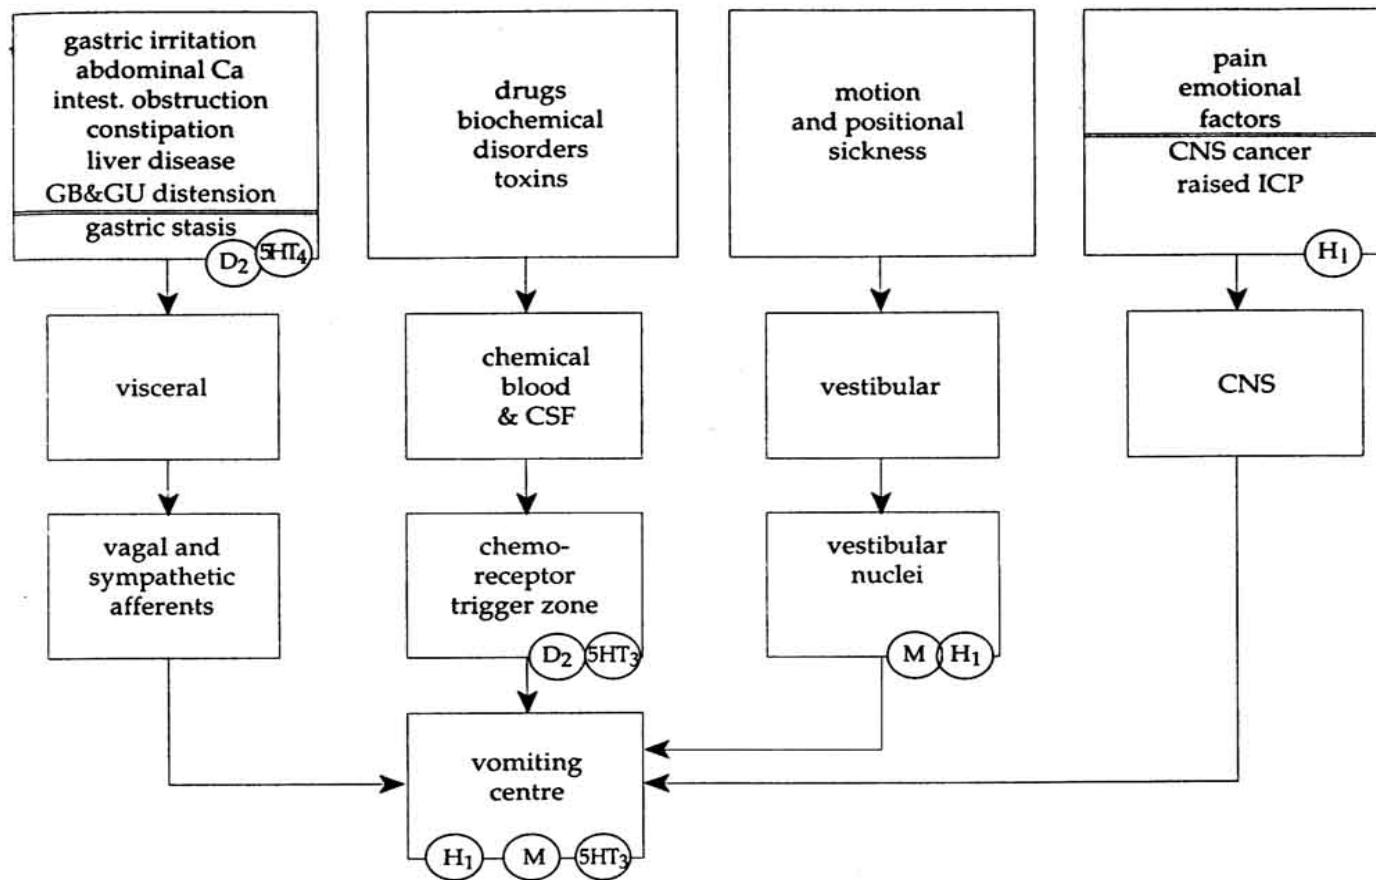 gastric irritation
abdominal Ca
intest. obstruction
constipation
liver disease
GB&GU distension
gastric stasis
D2 5HT4
drugs
biochemical
disorders
toxins
motion
and positional
sickness
pain
emotional
factors
CNS cancer
raised ICP
H1
visceral
chemical
blood
& CSF
vestibular
CNS
vagal and
sympathetic
afferents
chemo-
receptor
trigger zone
D2 5HT3
vestibular
nuclei
M H1
vomiting
centre
H1 M 5HT3